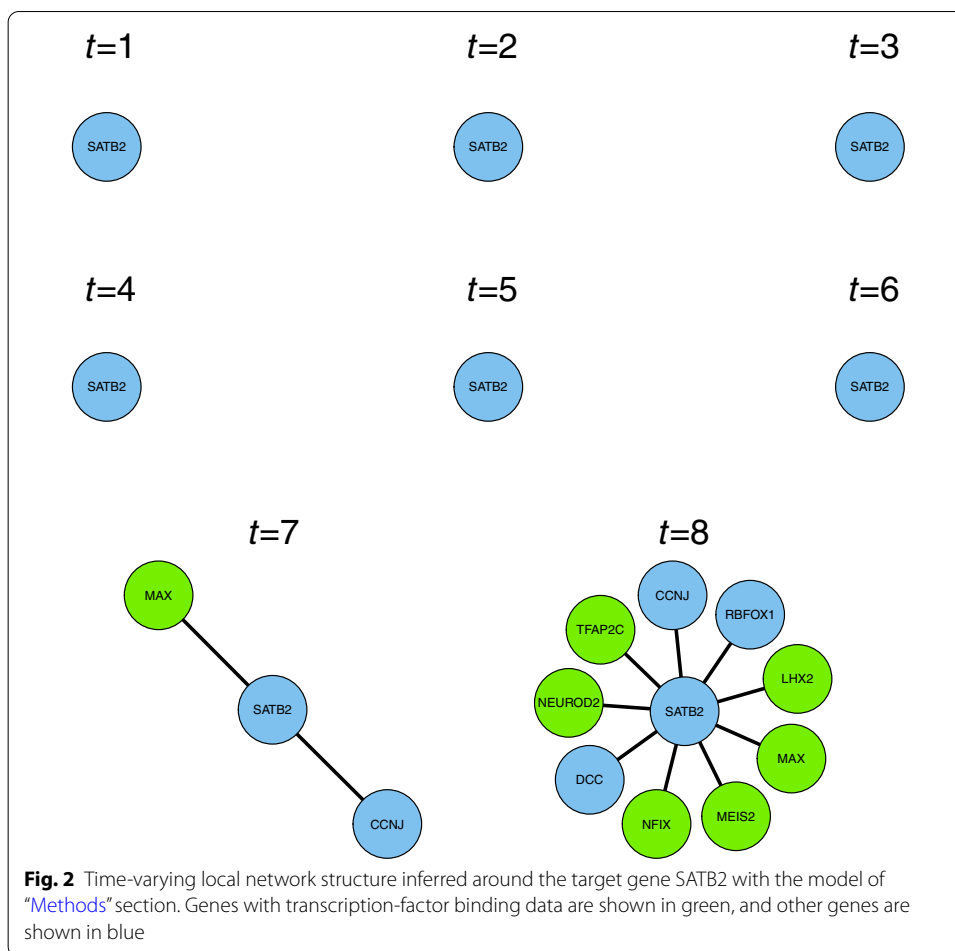 t=1 t=2 t=3
SATB2 SATB2 SATB2
t=4 t=5 t=6
SATB2 SATB2 SATB2
t=7 t=8
MAX
SATB2
CCNJ
CCNJ
RBFOX1
TFAP2C
LHX2
NEUROD2
SATB2
MAX
DCC
MEIS2
NFIX
Fig. 2 Time-varying local network structure inferred around the target gene SATB2 with the model of
"Methods" section. Genes with transcription-factor binding data are shown in green, and other genes are
shown in blue